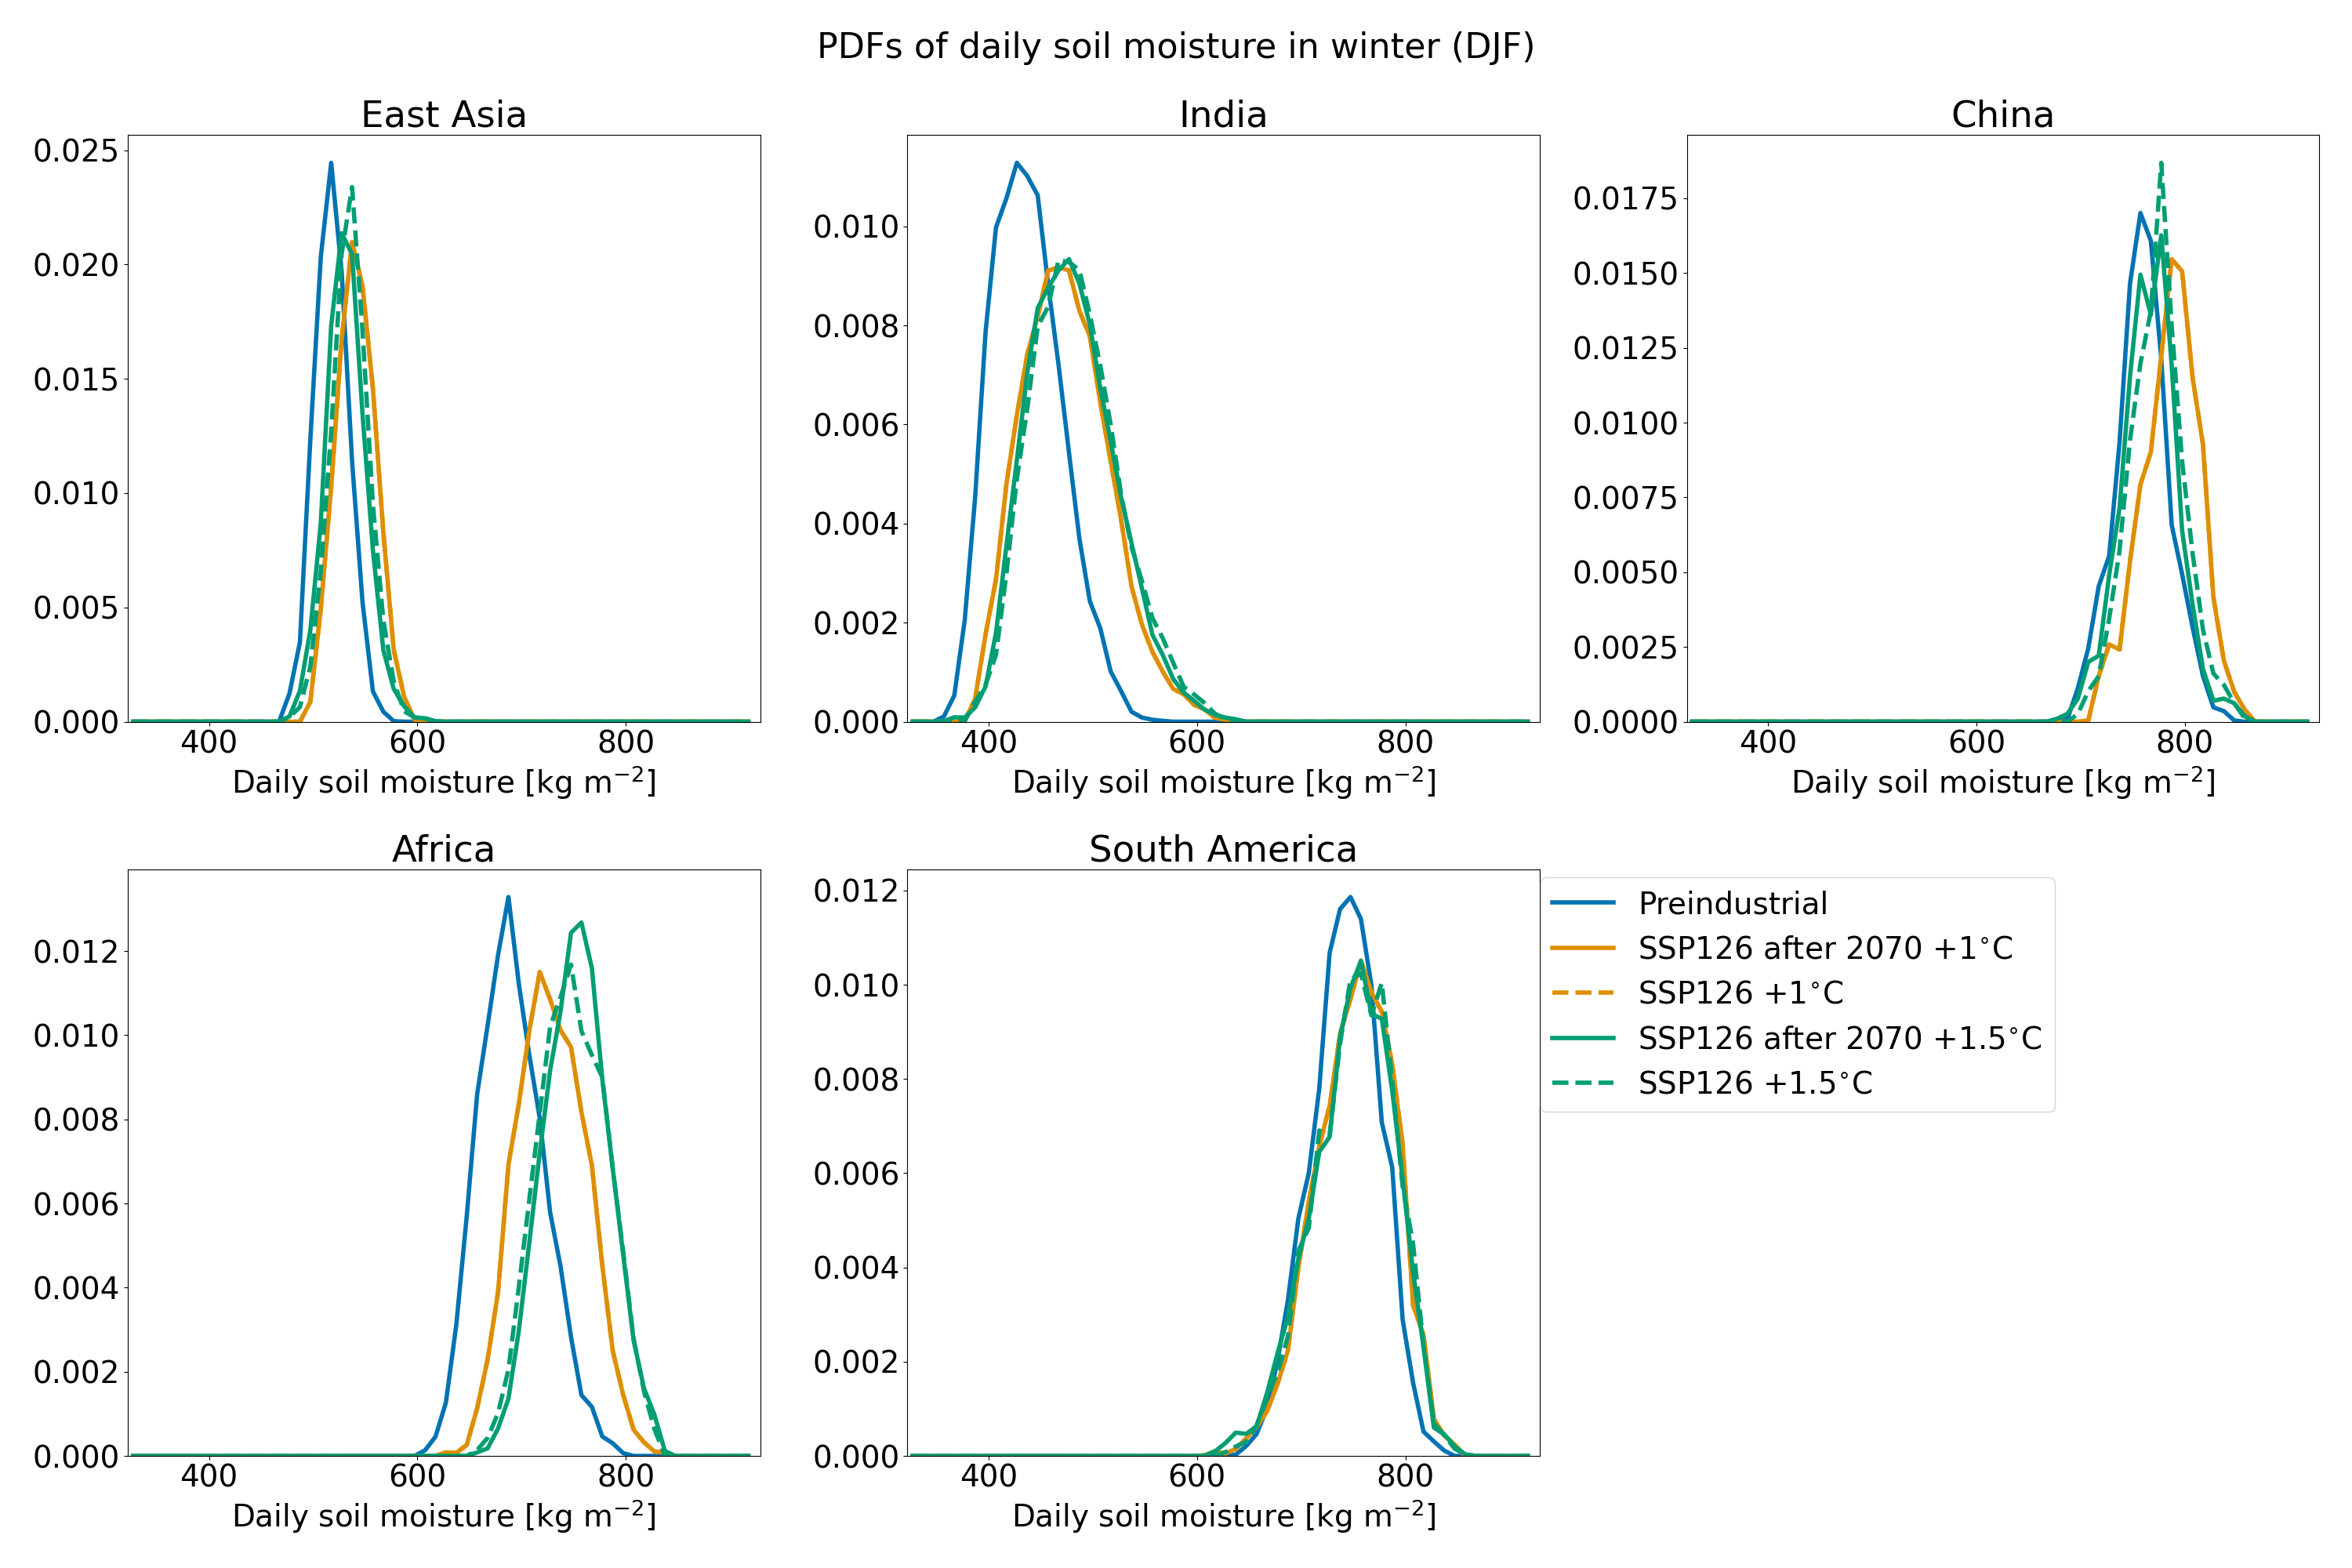 PDFs of daily soil moisture in winter (DJF)
East Asia
0.025
0.020
0.015
0.010
0.005
0.000
400 600 800
Daily soil moisture [kg m⁻²]
India
0.010
0.008
0.006
0.004
0.002
0.000
400 600 800
Daily soil moisture [kg m⁻²]
China
0.0175
0.0150
0.0125
0.0100
0.0075
0.0050
0.0025
0.0000
400 600 800
Daily soil moisture [kg m⁻²]
Africa
0.012
0.010
0.008
0.006
0.004
0.002
0.000
400 600 800
Daily soil moisture [kg m⁻²]
South America
0.012
0.010
0.008
0.006
0.004
0.002
0.000
400 600 800
Daily soil moisture [kg m⁻²]
Preindustrial
SSP126 after 2070 +1°C
SSP126 +1°C
SSP126 after 2070 +1.5°C
SSP126 +1.5°C